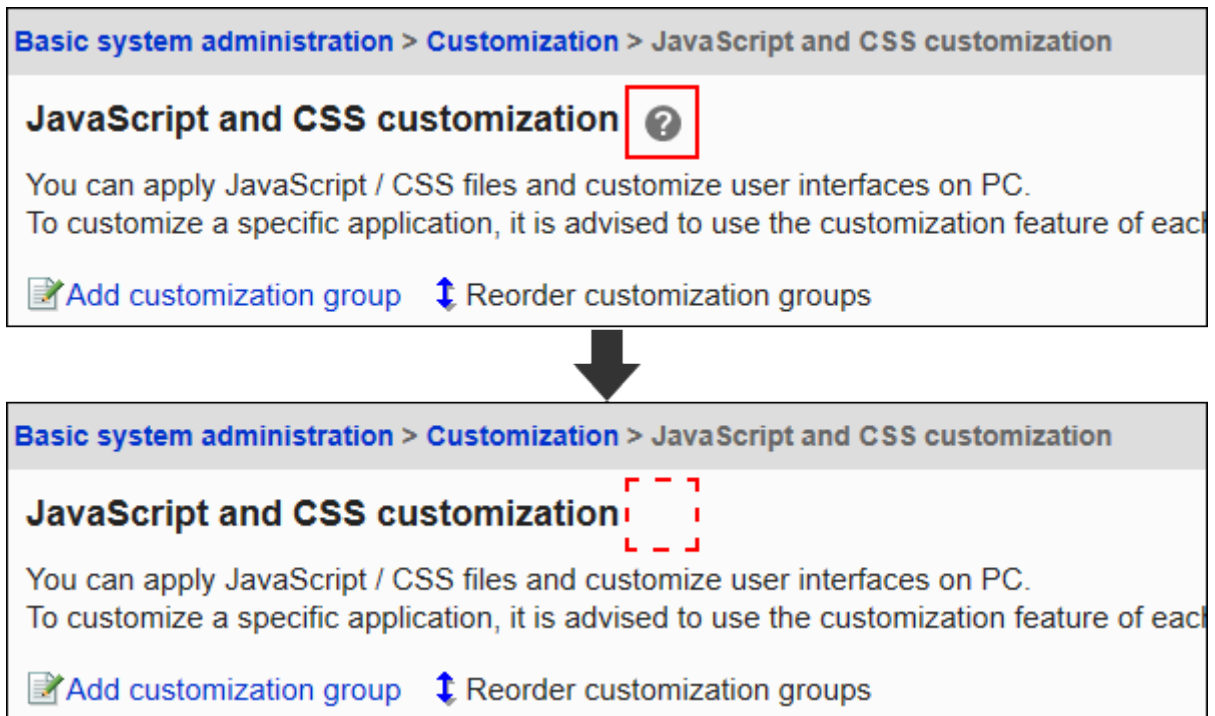 Basic system administration > Customization > JavaScript and CSS customization
JavaScript and CSS customization ?
You can apply JavaScript / CSS files and customize user interfaces on PC.
To customize a specific application, it is advised to use the customization feature of each
Add customization group Reorder customization groups
Basic system administration > Customization > JavaScript and CSS customization
JavaScript and CSS customization
You can apply JavaScript / CSS files and customize user interfaces on PC.
To customize a specific application, it is advised to use the customization feature of each
Add customization group Reorder customization groups